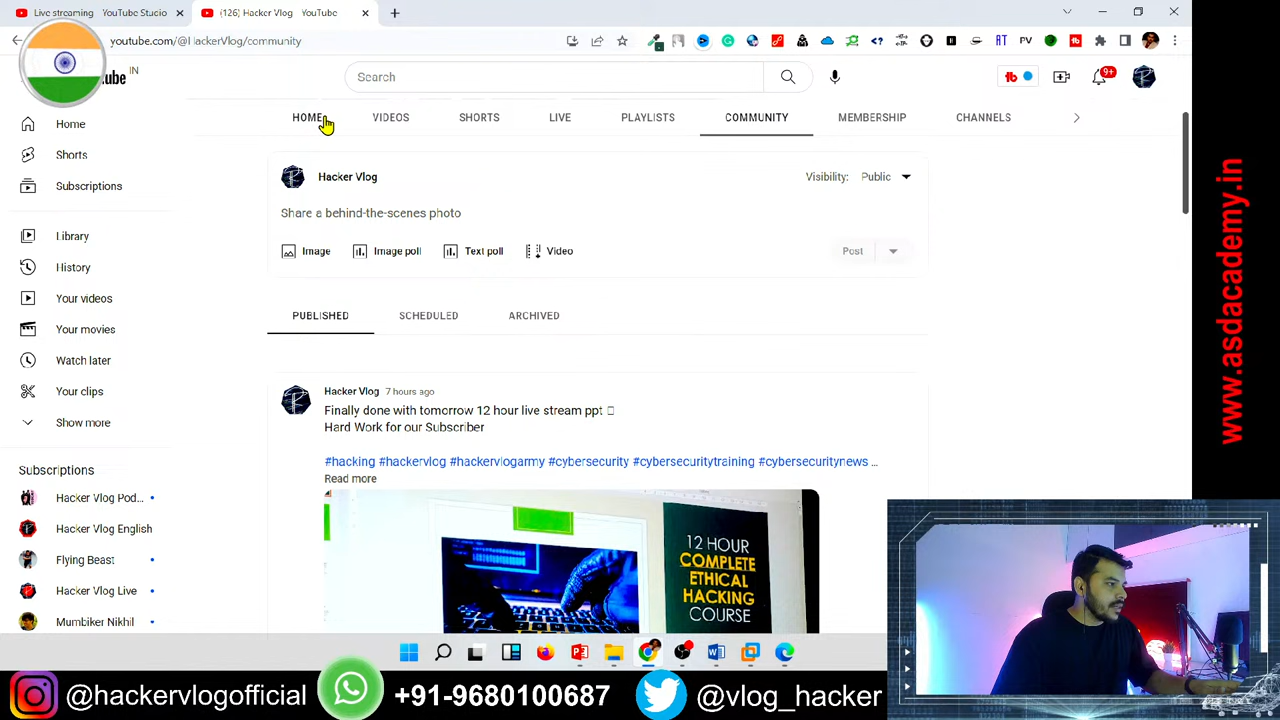 Live streaming - YouTube Studio
(126) Hacker Vlog - YouTube
youtube.com/@HackerVlog/community
IN
Search
9+
HOME
VIDEOS
SHORTS
LIVE
PLAYLISTS
COMMUNITY
MEMBERSHIP
CHANNELS
Home
Shorts
Subscriptions
Library
History
Your videos
Your movies
Watch later
Your clips
Show more
Subscriptions
Hacker Vlog Pod...
Hacker Vlog English
Flying Beast
Hacker Vlog Live
Mumbiker Nikhil
Hacker Vlog
Visibility: Public
Share a behind-the-scenes photo
Image
Image poll
Text poll
Video
Post
PUBLISHED
SCHEDULED
ARCHIVED
Hacker Vlog 7 hours ago
Finally done with tomorrow 12 hour live stream ppt
Hard Work for our Subscriber
#hacking #hackervlog #hackervlogarmy #cybersecurity #cybersecuritytraining #cybersecuritynews ...
Read more
12 HOUR
COMPLETE
ETHICAL
HACKING
COURSE
www.asdacademy.in
@hackervlogofficial
+91-9680100687
@vlog_hacker